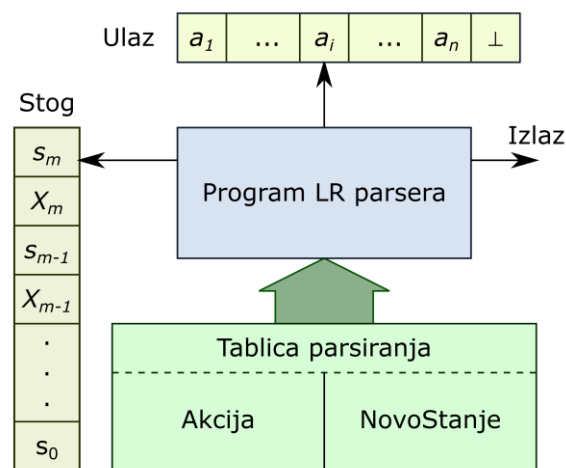 Ulaz a1 ... ai ... an ⊥
Stog
sm
Xm
sm-1
Xm-1
.
.
.
s0
Program LR parsera
Izlaz
Tablica parsiranja
Akcija NovoStanje